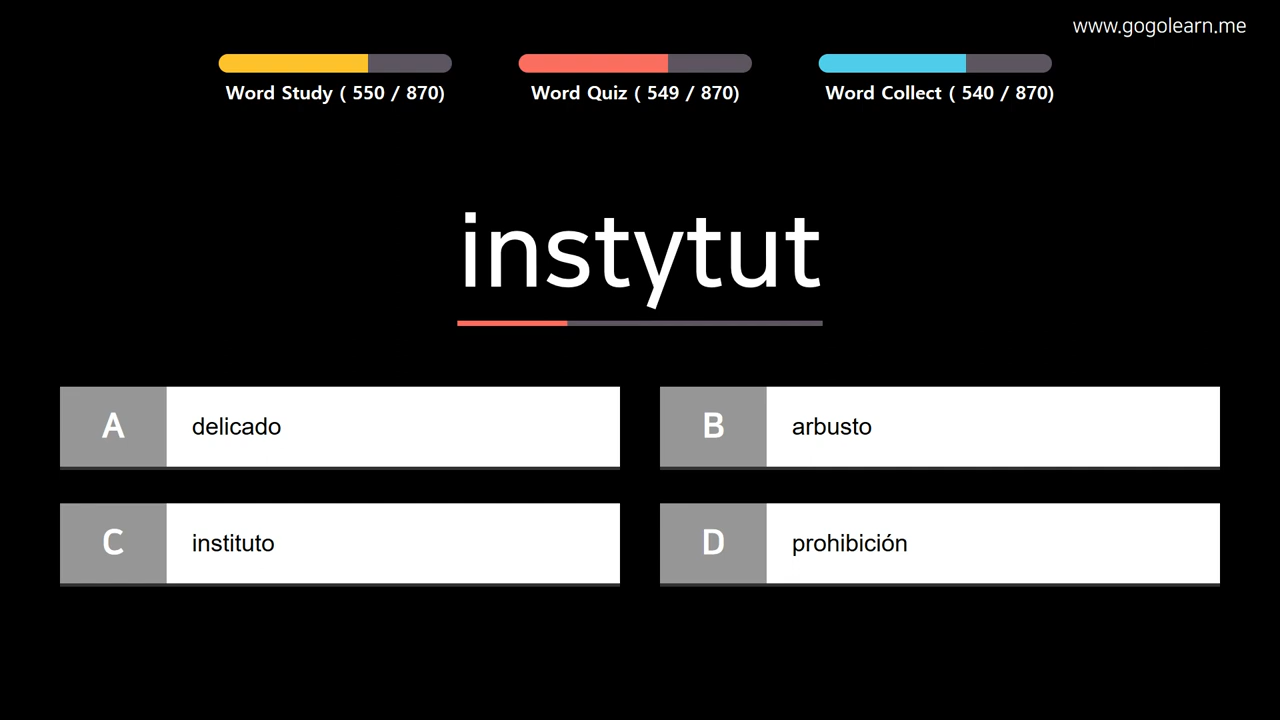 www.gogolearn.me
Word Study ( 550 / 870)
Word Quiz ( 549 / 870)
Word Collect ( 540 / 870)
instytut
A delicado
B arbusto
C instituto
D prohibición